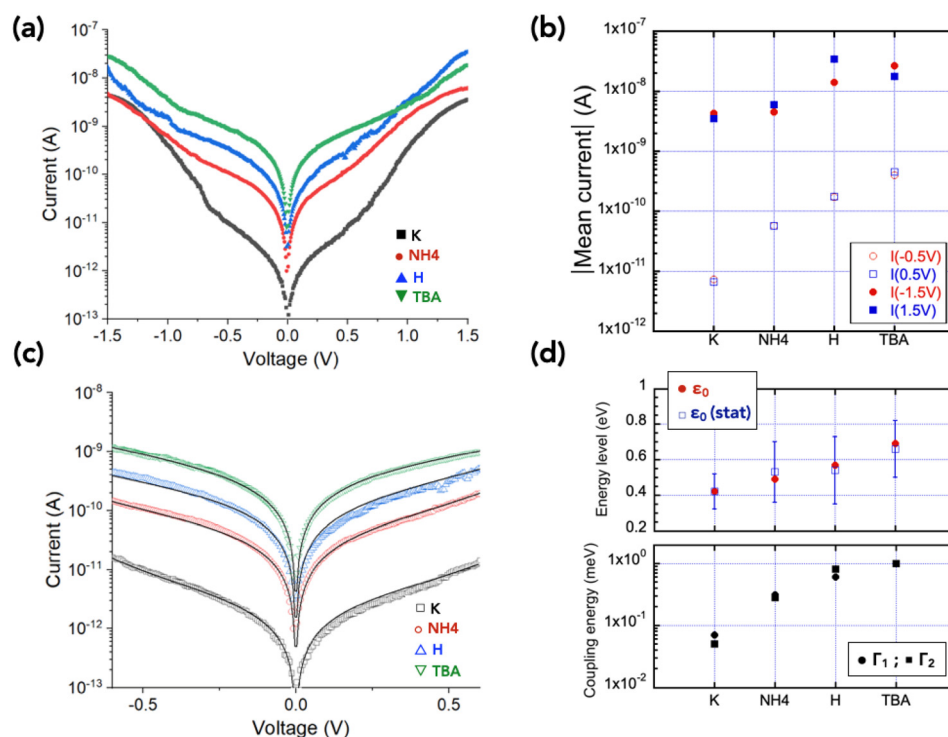 (a)
Current (A)
10⁻⁷
10⁻⁸
10⁻⁹
10⁻¹⁰
10⁻¹¹
10⁻¹²
10⁻¹³
-1.5 -1.0 -0.5 0.0 0.5 1.0 1.5
Voltage (V)
K
NH4
H
TBA
(b)
|Mean current| (A)
1x10⁻⁷
1x10⁻⁸
1x10⁻⁹
1x10⁻¹⁰
1x10⁻¹¹
1x10⁻¹²
K NH4 H TBA
I(-0.5V)
I(0.5V)
I(-1.5V)
I(1.5V)
(c)
Current (A)
10⁻⁸
10⁻⁹
10⁻¹⁰
10⁻¹¹
10⁻¹²
10⁻¹³
-0.5 0.0 0.5
Voltage (V)
K
NH4
H
TBA
(d)
ε₀
ε₀ (stat)
Energy level (eV)
1
0.8
0.6
0.4
0.2
Coupling energy (meV)
1x10⁰
1x10⁻¹
1x10⁻²
Γ₁ ; Γ₂
K NH4 H TBA